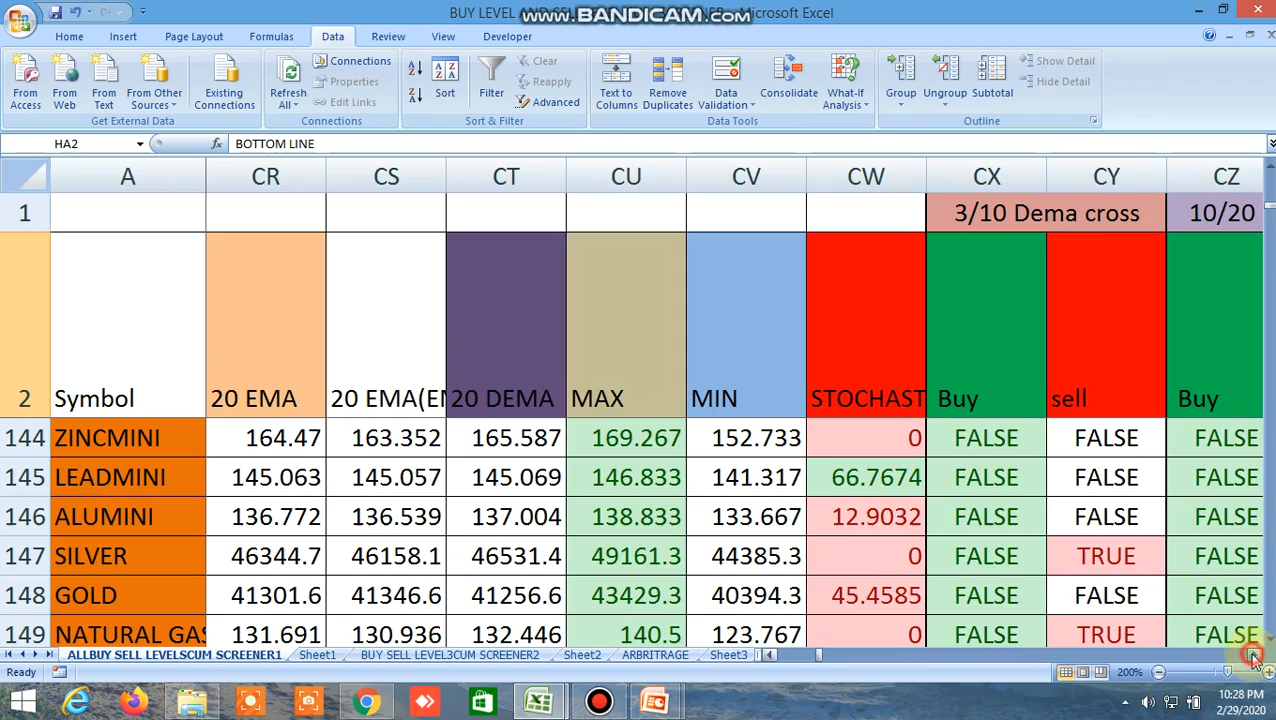 BUY LEVEL AND SE Microsoft Excel
www.BANDICAM.com
Home Insert Page Layout Formulas Data Review View Developer
From Access From Web From Text From Other Sources Existing Connections
Get External Data
Refresh All Connections Properties Edit Links
Connections
Sort Filter Clear Reapply Advanced
Sort & Filter
Text to Columns Remove Duplicates Data Validation Consolidate What-If Analysis
Data Tools
Group Ungroup Subtotal Show Detail Hide Detail
Outline
HA2 fx BOTTOM LINE
A CR CS CT CU CV CW CX CY CZ
1 3/10 Dema cross 10/20
2 Symbol 20 EMA 20 EMA(EM 20 DEMA MAX MIN STOCHAST Buy sell Buy
144 ZINCMINI 164.47 163.352 165.587 169.267 152.733 0 FALSE FALSE FALSE
145 LEADMINI 145.063 145.057 145.069 146.833 141.317 66.7674 FALSE FALSE FALSE
146 ALUMINI 136.772 136.539 137.004 138.833 133.667 12.9032 FALSE FALSE FALSE
147 SILVER 46344.7 46158.1 46531.4 49161.3 44385.3 0 FALSE TRUE FALSE
148 GOLD 41301.6 41346.6 41256.6 43429.3 40394.3 45.4585 FALSE FALSE FALSE
149 NATURAL GAS 131.691 130.936 132.446 140.5 123.767 0 FALSE TRUE FALSE
ALLBUY SELL LEVELSCUM SCREENER1 Sheet1 BUY SELL LEVEL3CUM SCREENER2 Sheet2 ARBRITRAGE Sheet3
Ready 200%
10:28 PM
2/29/2020